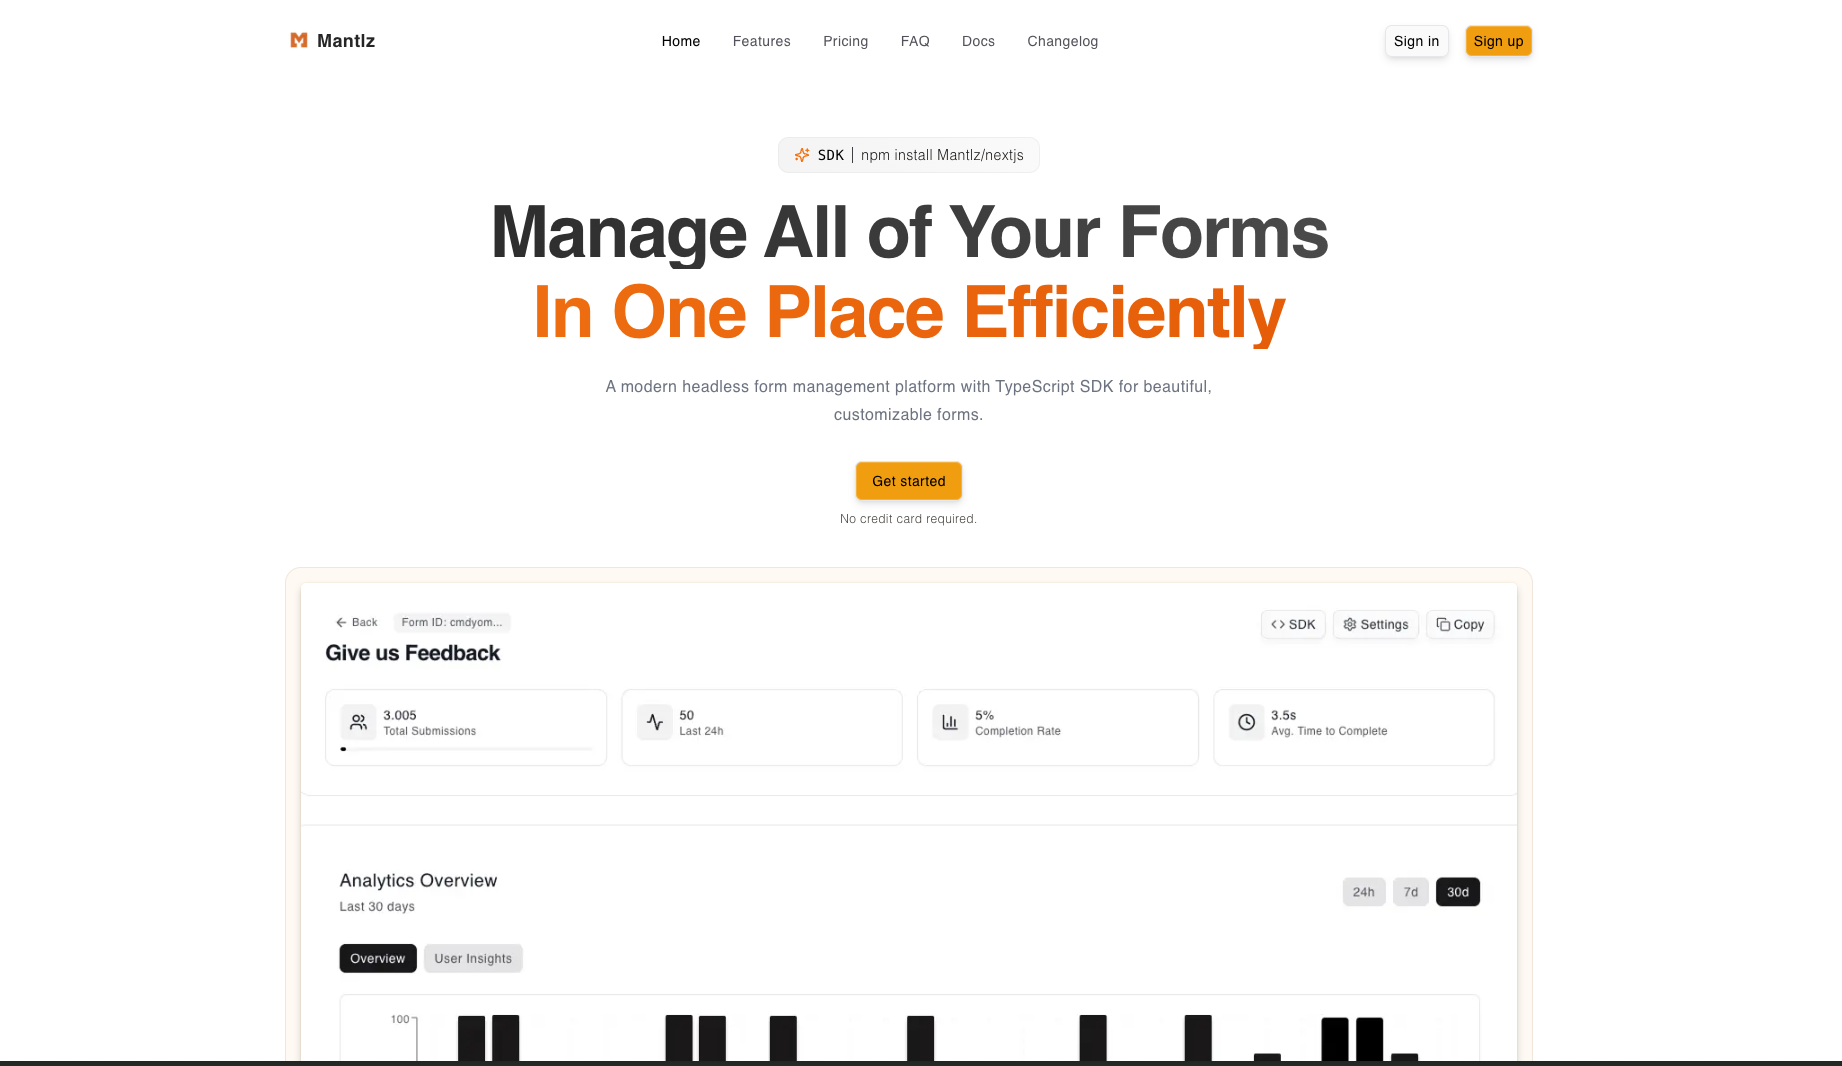 Mantlz
Home Features Pricing FAQ Docs Changelog
Sign in Sign up
SDK | npm install Mantlz/nextjs
Manage All of Your Forms
In One Place Efficiently
A modern headless form management platform with TypeScript SDK for beautiful,
customizable forms.
Get started
No credit card required.
Back Form ID: cmdyom...
SDK Settings Copy
Give us Feedback
3.005
Total Submissions
50
Last 24h
5%
Completion Rate
3.5s
Avg. Time to Complete
Analytics Overview
Last 30 days
24h 7d 30d
Overview User Insights
100